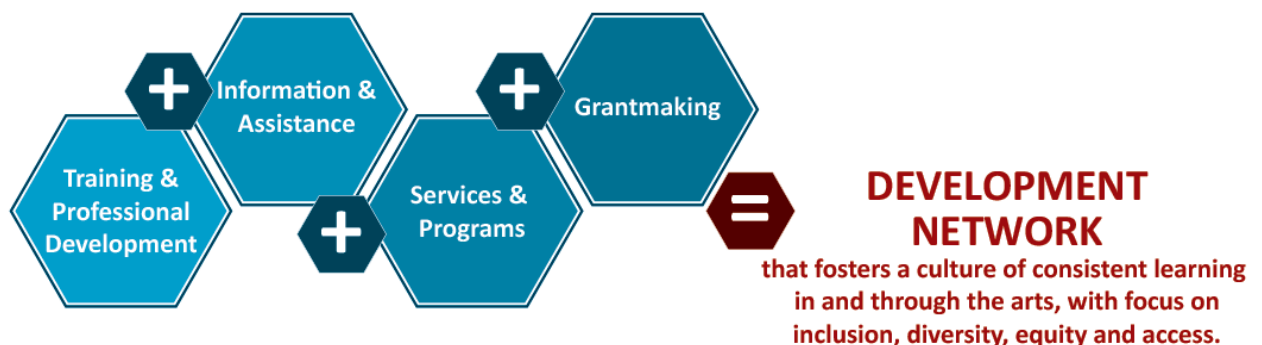 Training &
Professional
Development
+
Information &
Assistance
+
Services &
Programs
+
Grantmaking
=
DEVELOPMENT
NETWORK
that fosters a culture of consistent learning
in and through the arts, with focus on
inclusion, diversity, equity and access.